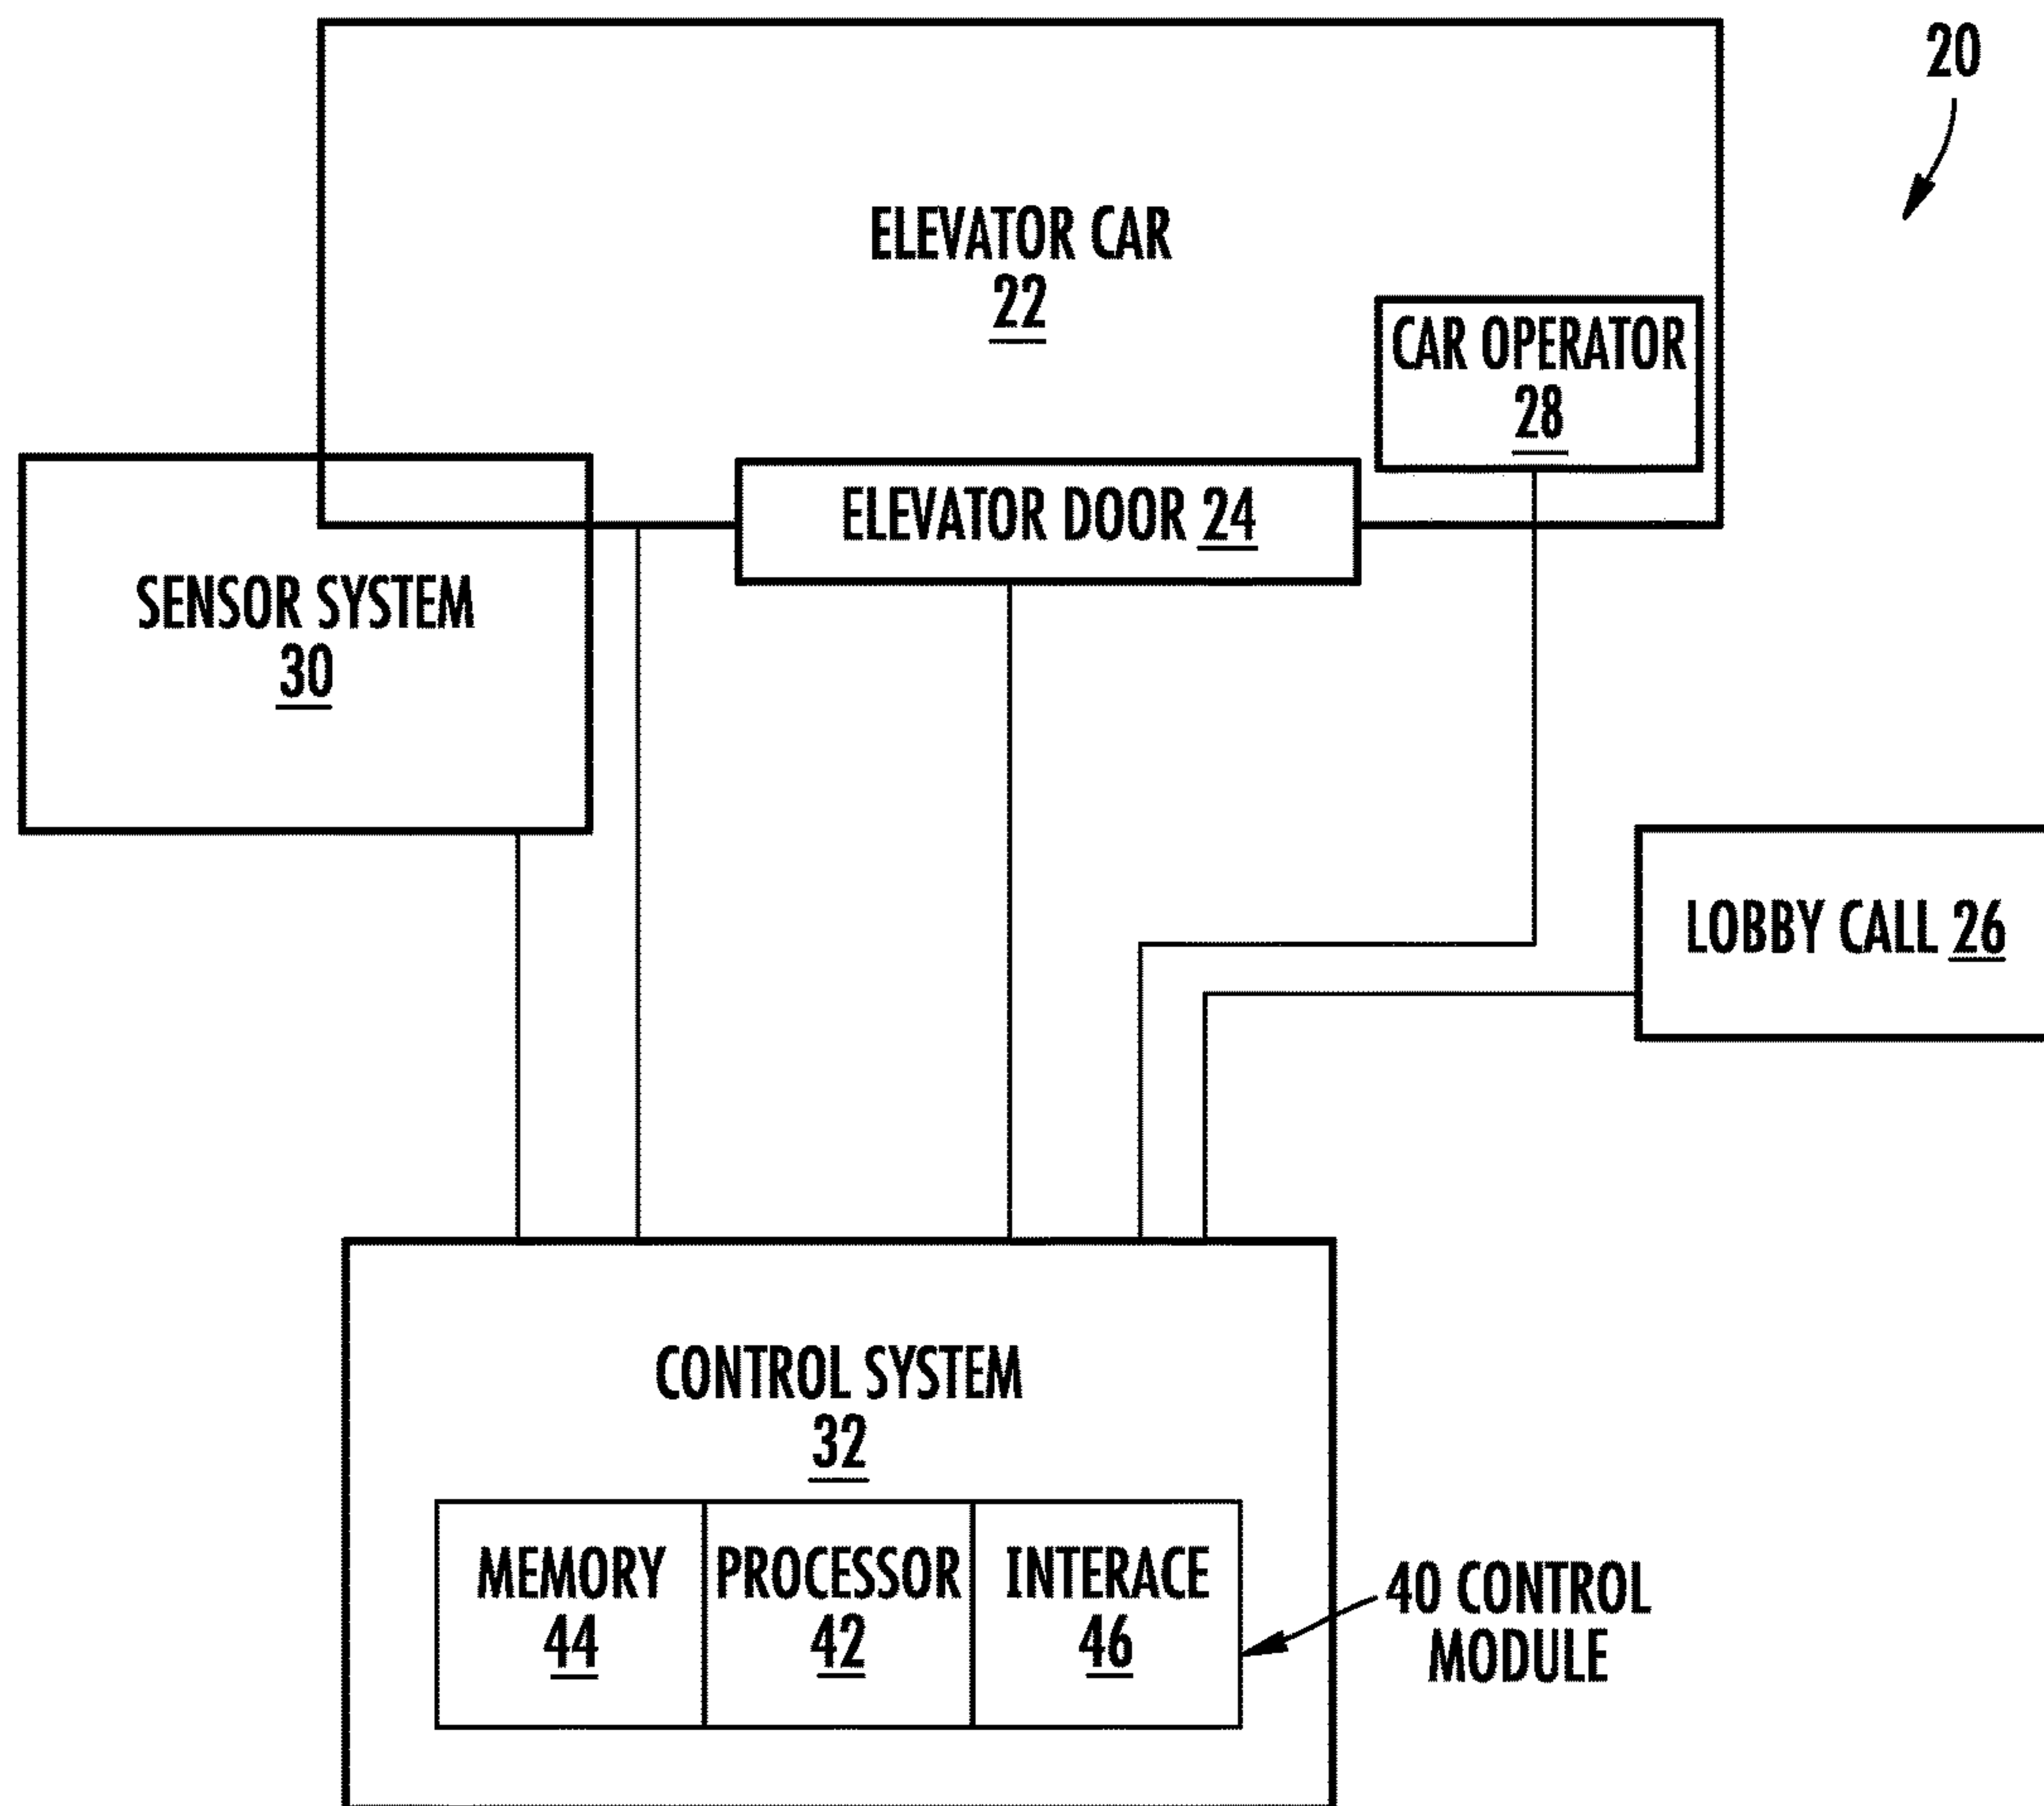 20
ELEVATOR CAR
22
CAR OPERATOR
28
ELEVATOR DOOR 24
SENSOR SYSTEM
30
LOBBY CALL 26
CONTROL SYSTEM
32
MEMORY
44
PROCESSOR
42
INTERACE
46
40 CONTROL
MODULE